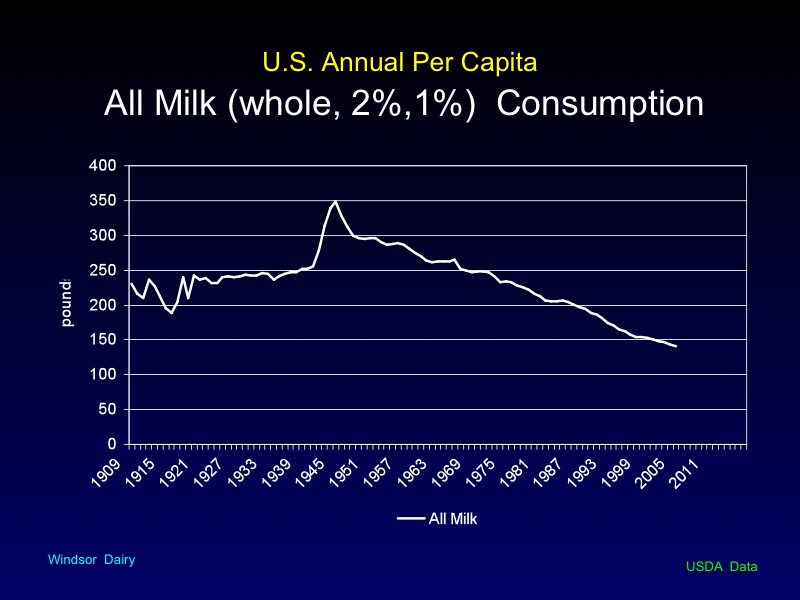 U.S. Annual Per Capita
All Milk (whole, 2%,1%) Consumption
400
350
300
250
200
150
100
50
0
pound
1909 1915 1921 1927 1933 1939 1945 1951 1957 1963 1969 1975 1981 1987 1993 1999 2005 2011
All Milk
Windsor Dairy
USDA Data